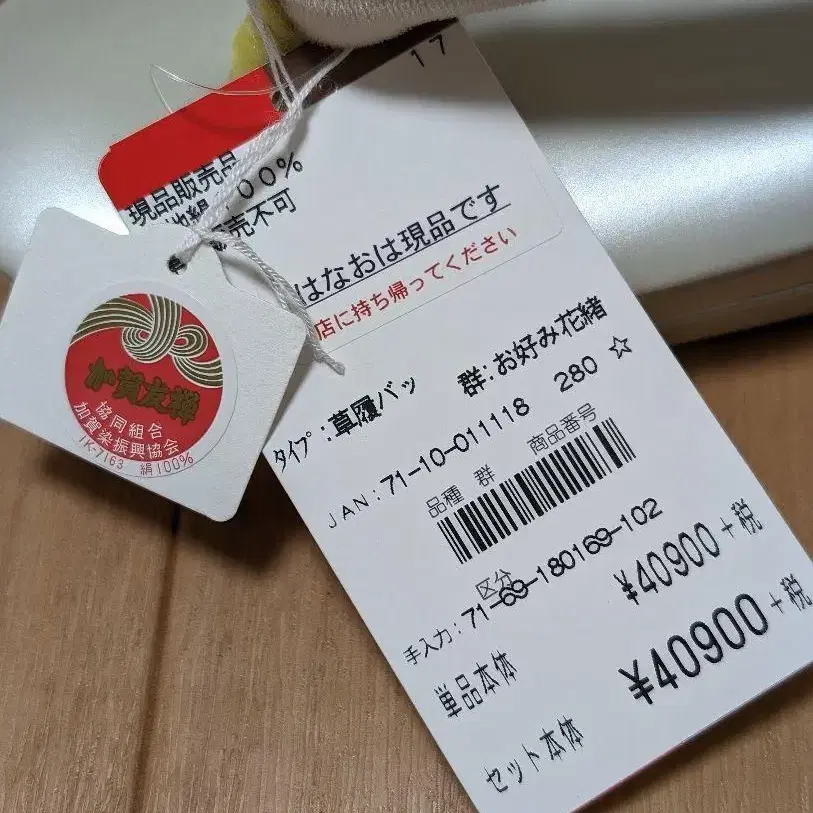 17
現品販売品
100%
売不可
はなおは現品です
店に持ち帰ってください
タイプ:草履バッ 群:お好み花緒
JAN:71-10-011118 280 ☆
品種 群 商品番号
区分
手入力:71-69-180169-102
単品本体 ¥40900+税
セット本体 ¥40900+税
加賀友禅
協同組合
加賀染振興協会
IK-7163 絹100%